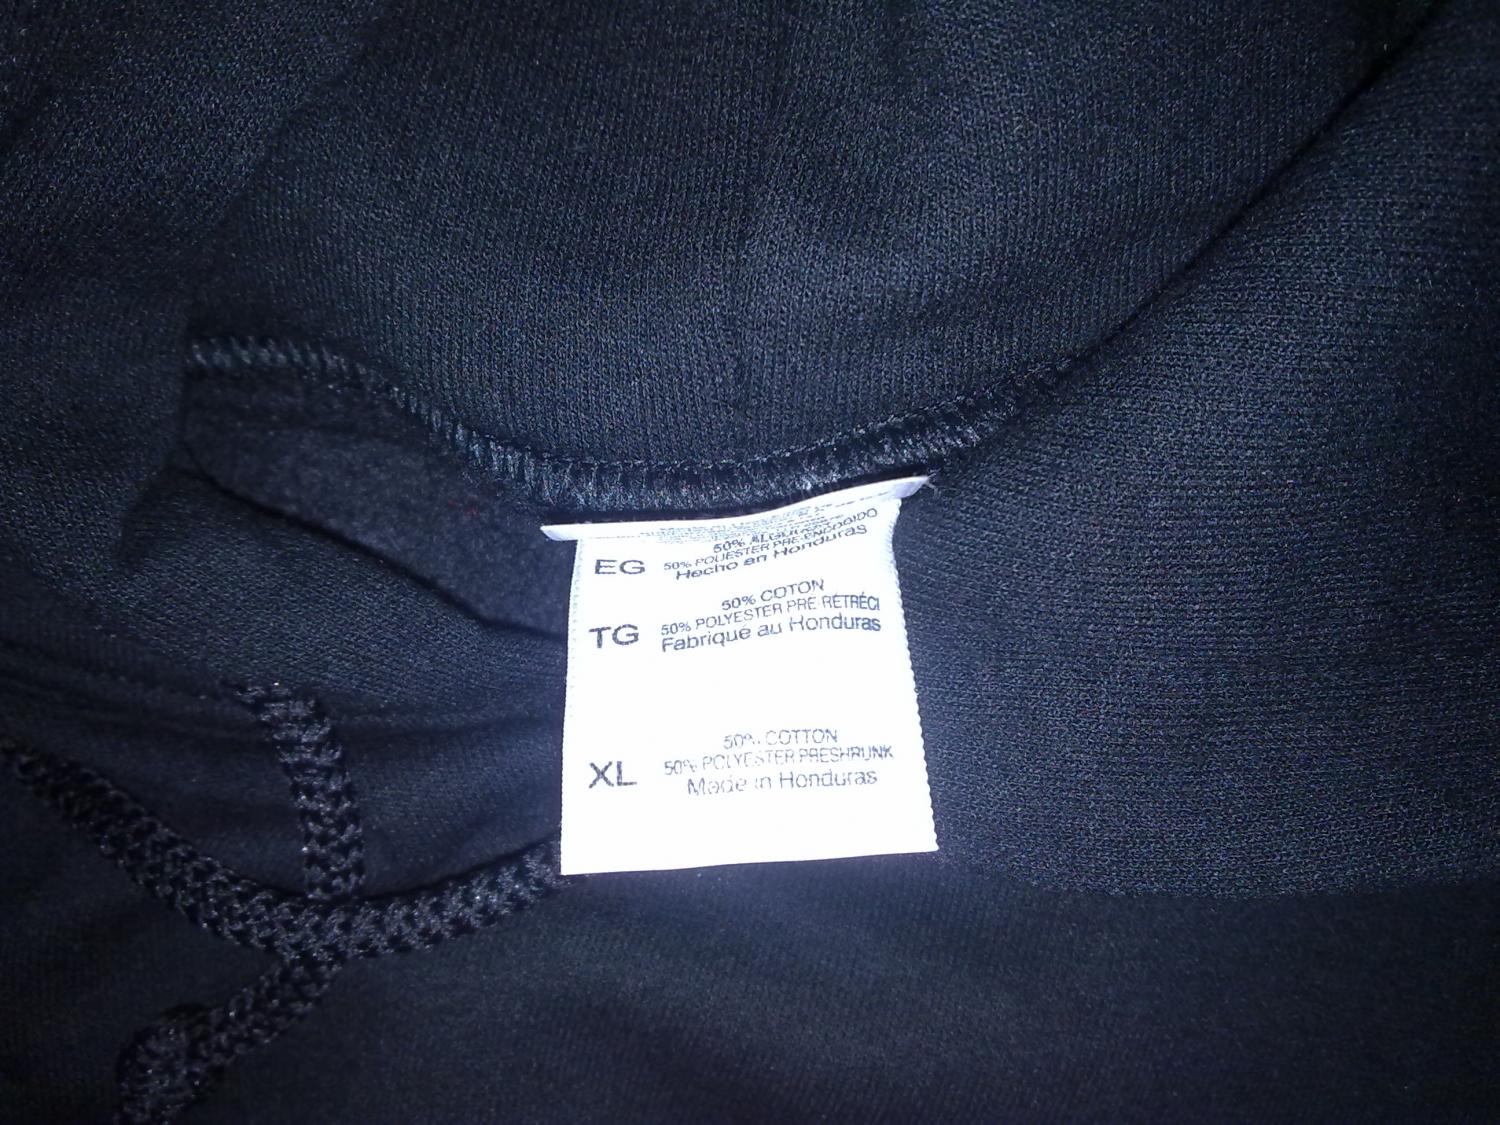 50% ALGODÓN
EG 50% POLIESTER PRE-ENCOGIDO
Hecho en Honduras
50% COTON
TG 50% POLYESTER PRÉ-RÉTRÉCI
Fabriqué au Honduras
50% COTTON
XL 50% POLYESTER PRESHRUNK
Made in Honduras